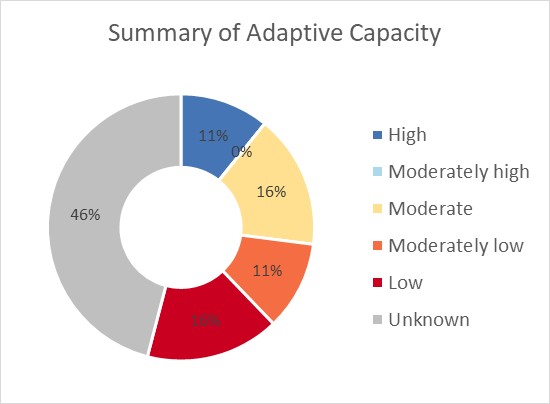 Summary of Adaptive Capacity
11%
0%
16%
11%
16%
46%
High
Moderately high
Moderate
Moderately low
Low
Unknown